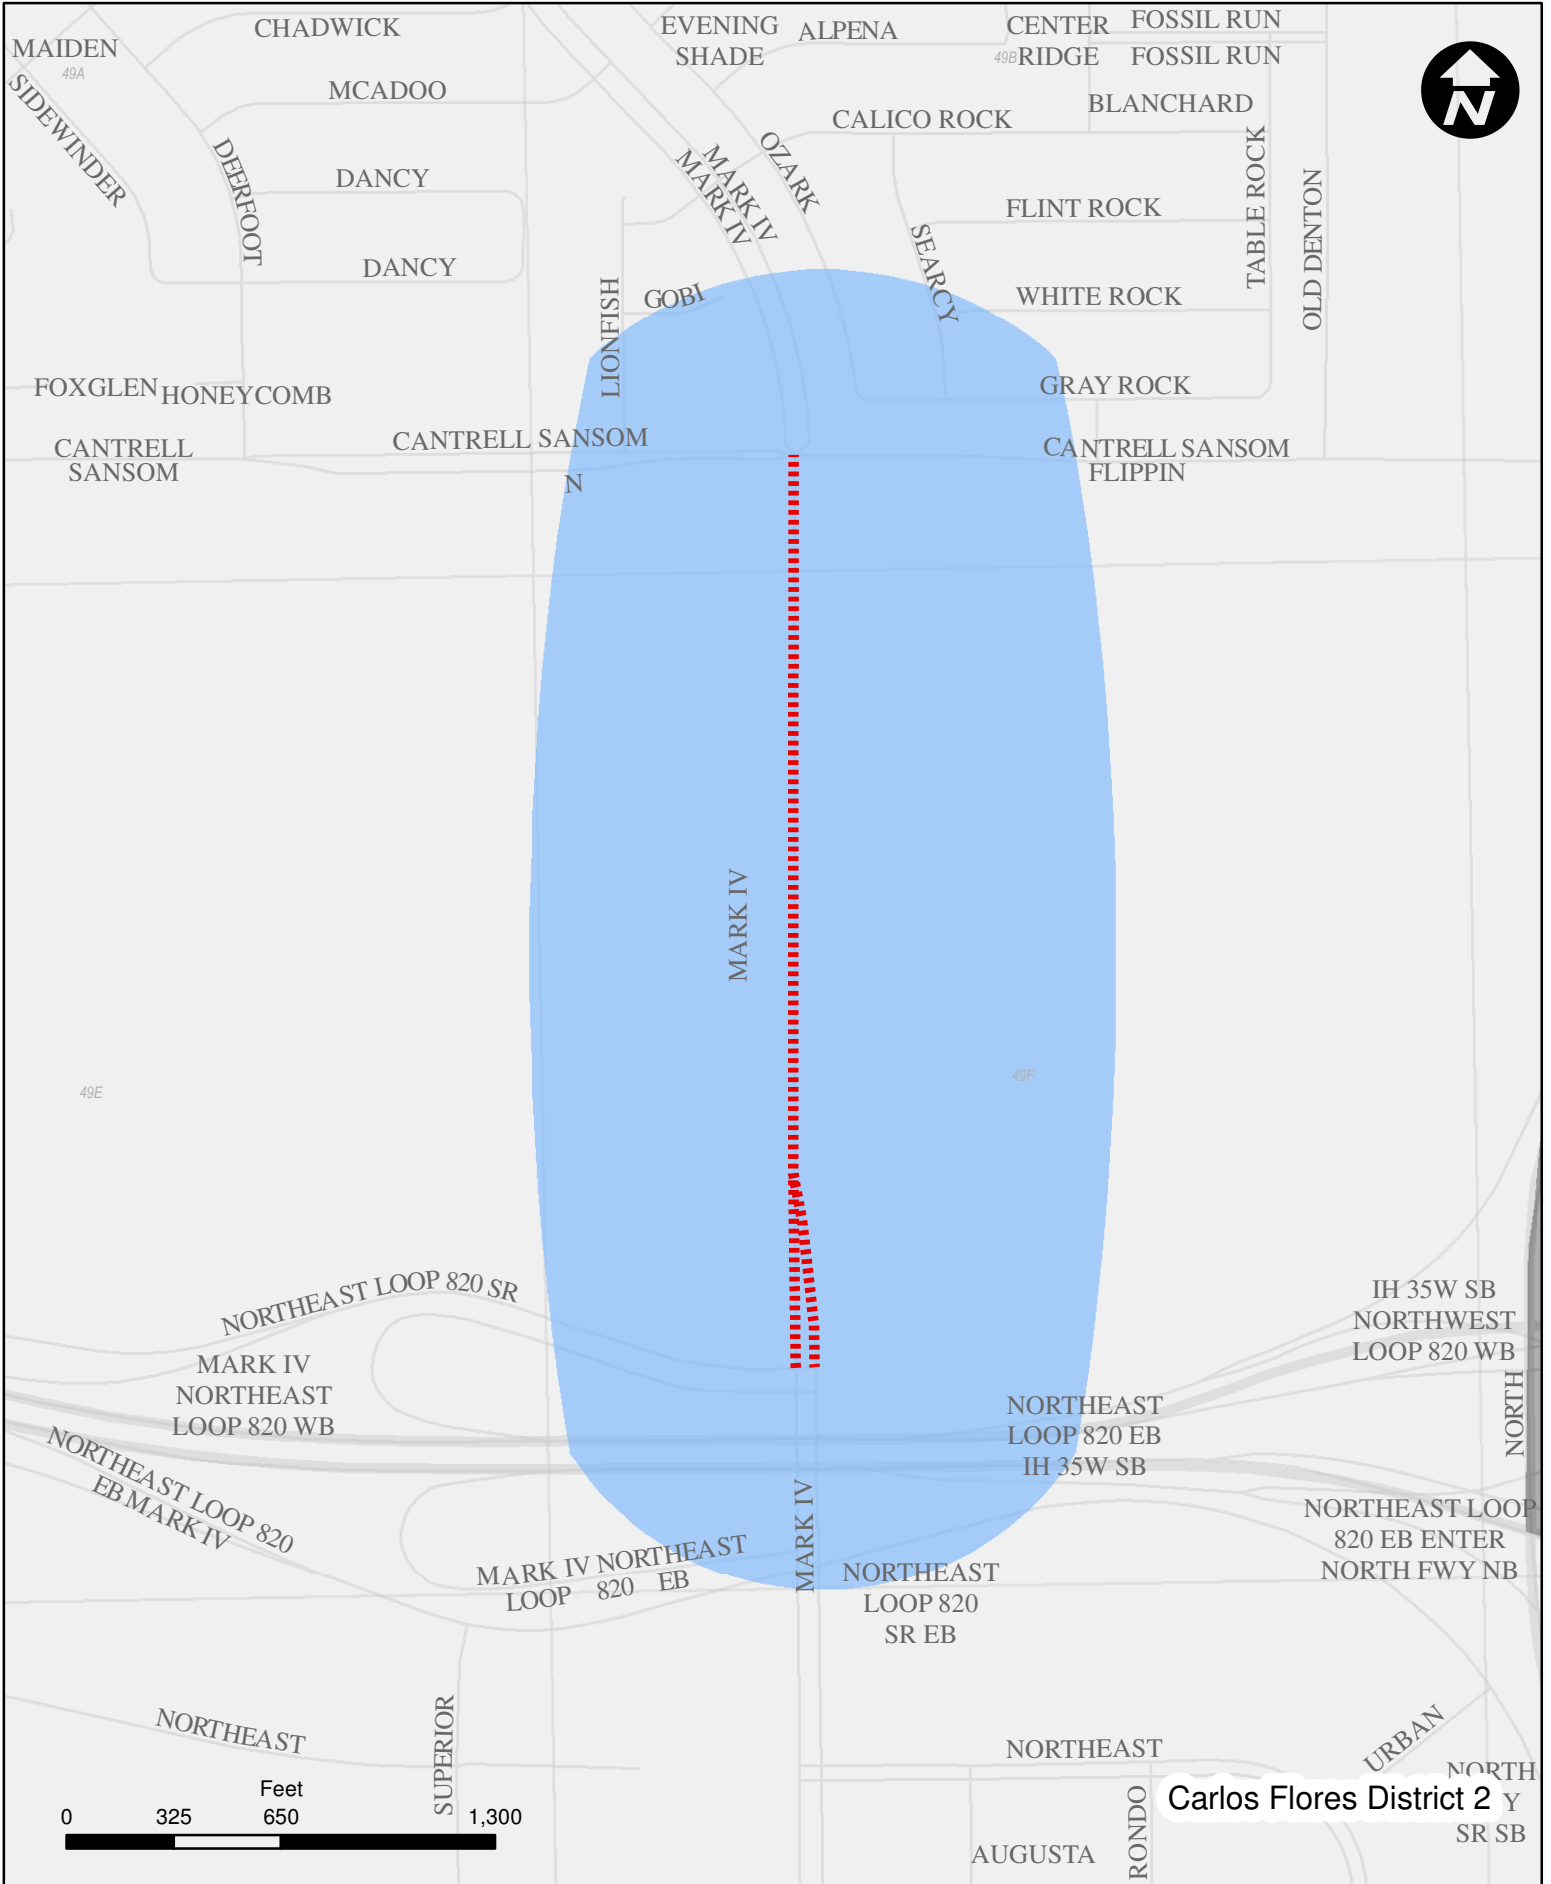 CHADWICK
EVENING
SHADE
ALPENA
CENTER
RIDGE
FOSSIL RUN
FOSSIL RUN
MAIDEN
49A
49B
N
SIDEWINDER
MCADOO
BLANCHARD
CALICO ROCK
DEERFOOT
DANCY
DANCY
MARK IV
MARK IV
OZARK
FLINT ROCK
TABLE ROCK
OLD DENTON
SEARCY
WHITE ROCK
GOBI
LIONFISH
FOXGLEN
HONEYCOMB
GRAY ROCK
CANTRELL
SANSOM
CANTRELL SANSOM
CANTRELL SANSOM
FLIPPIN
N
MARK IV
49E
49F
NORTHEAST LOOP 820 SR
MARK IV
NORTHEAST
LOOP 820 WB
IH 35W SB
NORTHWEST
LOOP 820 WB
NORTH
NORTHEAST
LOOP 820 EB
IH 35W SB
NORTHEAST LOOP 820
EB MARK IV
NORTHEAST LOOP
820 EB ENTER
NORTH FWY NB
MARK IV
MARK IV NORTHEAST
LOOP 820 EB
NORTHEAST
LOOP 820
SR EB
NORTHEAST
SUPERIOR
NORTHEAST
URBAN
NORTH
Y
SR SB
Carlos Flores District 2
RONDO
AUGUSTA
Feet
0 325 650 1,300